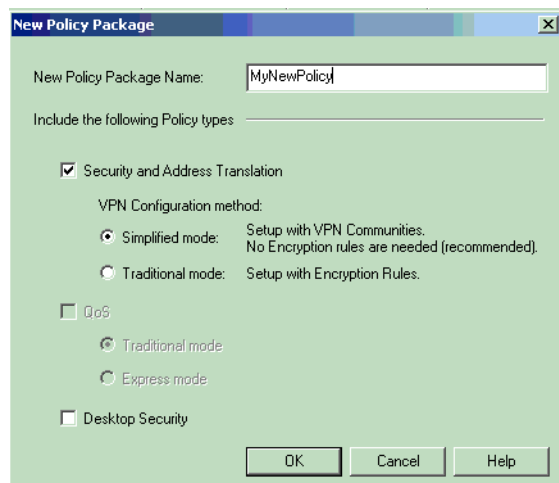 New Policy Package
New Policy Package Name: MyNewPolicy
Include the following Policy types
Security and Address Translation
VPN Configuration method:
Simplified mode: Setup with VPN Communities.
No Encryption rules are needed (recommended).
Traditional mode: Setup with Encryption Rules.
QoS
Traditional mode
Express mode
Desktop Security
OK Cancel Help